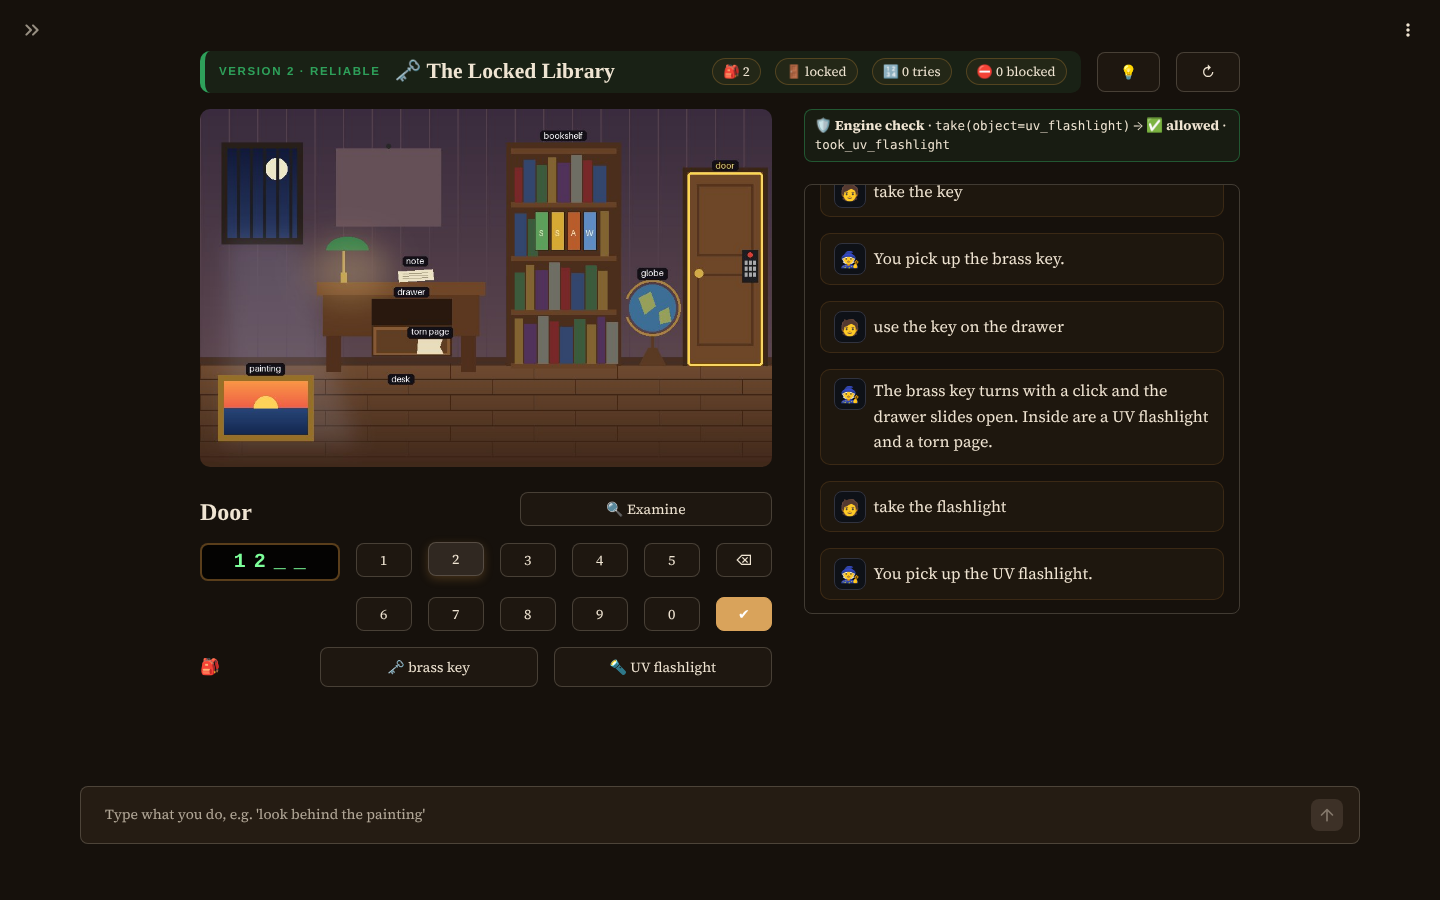 VERSION 2 · RELIABLE
The Locked Library
2
locked
0 tries
0 blocked
bookshelf
door
note
S S A W
globe
drawer
torn page
painting
desk
Engine check · take(object=uv_flashlight) → ✅ allowed ·
took_uv_flashlight
take the key
You pick up the brass key.
use the key on the drawer
The brass key turns with a click and the
drawer slides open. Inside are a UV flashlight
and a torn page.
take the flashlight
You pick up the UV flashlight.
Door
Examine
1 2 _ _
1 2 3 4 5
6 7 8 9 0
brass key
UV flashlight
Type what you do, e.g. 'look behind the painting'